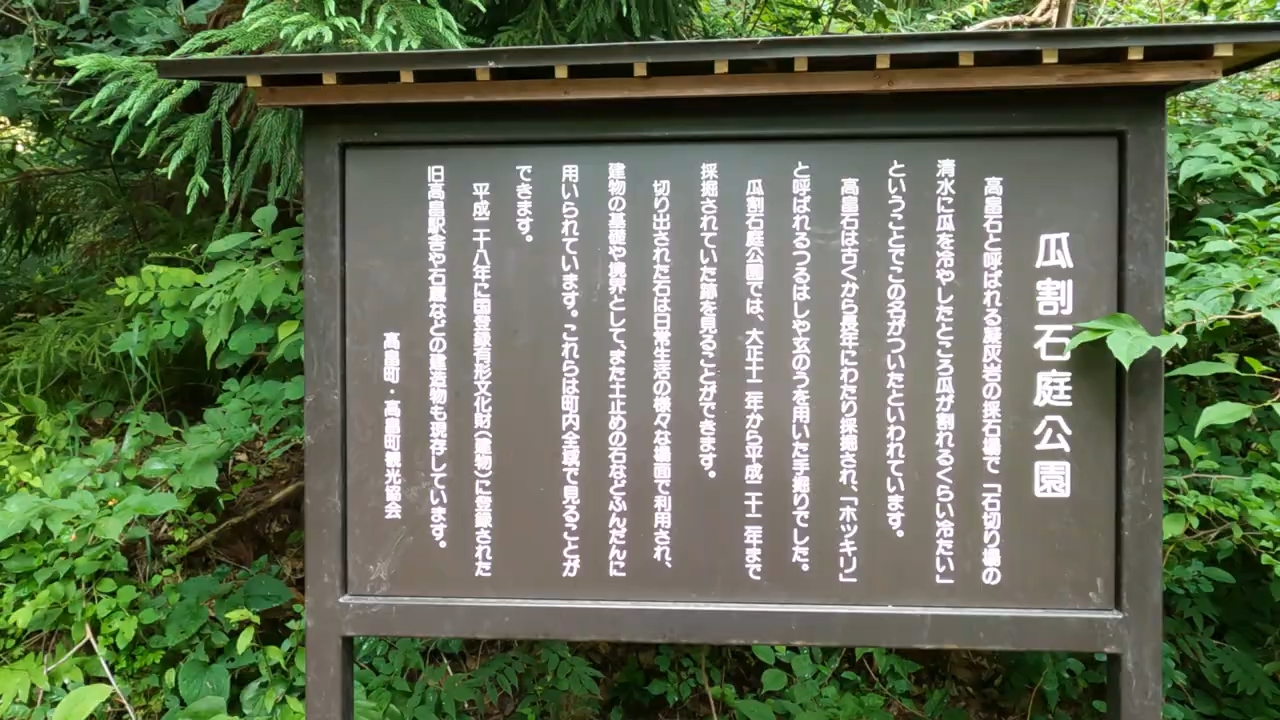 瓜割石庭公園
高畠石と呼ばれる凝灰岩の採石場で「石切り場の
清水に瓜を冷やしたところ瓜が割れるくらい冷たい」
ということでこの名がついたといわれています。
高畠石は古くから長年にわたり採掘され、「ホッキリ」
と呼ばれるつるはしや玄のうを用いた手掘りでした。
瓜割石庭公園では、大正十二年から平成二十二年まで
採掘されていた跡を見ることができます。
切り出された石は日常生活の様々な場面で利用され、
建物の基礎や境界として、また土止めの石などふんだんに
用いられています。これらは町内全域で見ることが
できます。
平成二十八年に国登録有形文化財(建物)に登録された
旧高畠駅舎や石蔵などの建造物も現存しています。
高畠町・高畠町観光協会